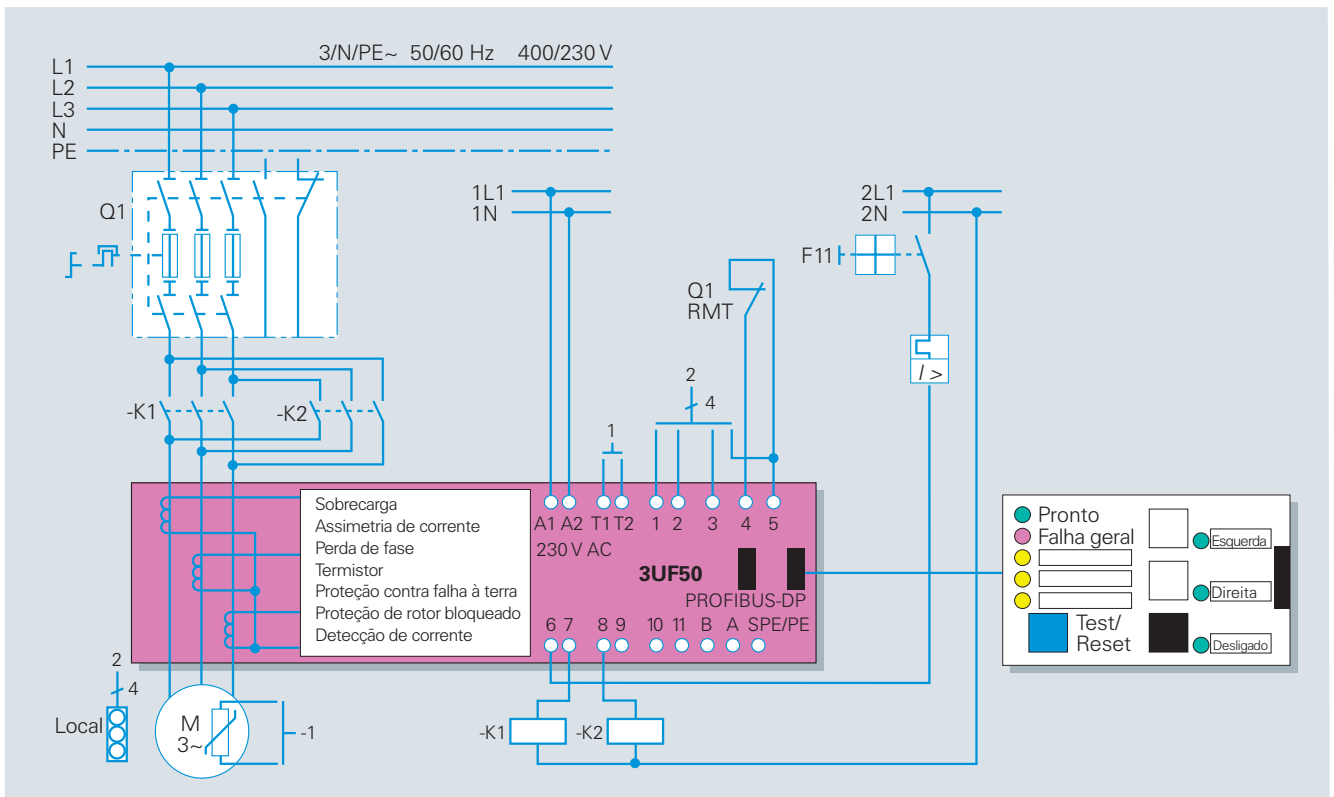 3/N/PE~ 50/60 Hz 400/230 V
L1
L2
L3
N
PE
Q1
1L1
1N
2L1
2N
F11
Q1
RMT
I >
2
4
1
-K1
-K2
Sobrecarga
Assimetria de corrente
Perda de fase
Termistor
Proteção contra falha à terra
Proteção de rotor bloqueado
Detecção de corrente
A1 A2 T1 T2 1 2 3 4 5
230 V AC
3UF50
PROFIBUS-DP
6 7 8 9 10 11 B A SPE/PE
Pronto
Falha geral
Esquerda
Direita
Test/
Reset
Desligado
2
4
Local
M
3~
-1
-K1
-K2